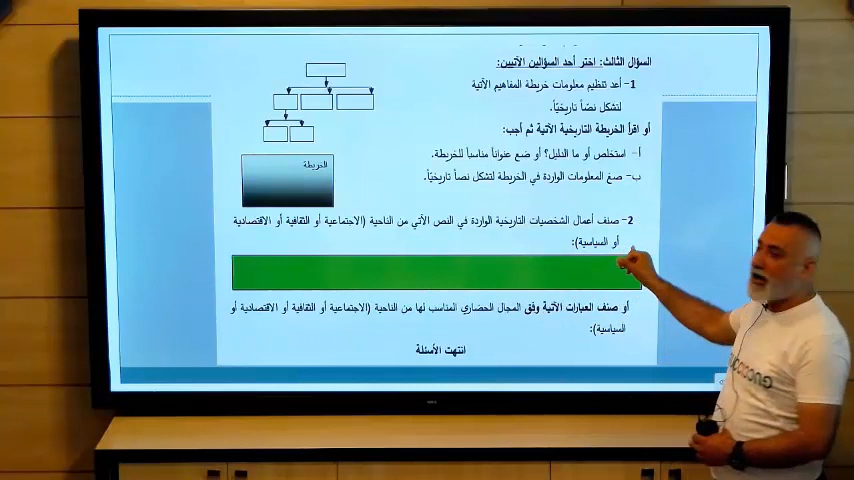 السؤال الثالث: اختر أحد السؤالين الآتيين:
1- أعد تنظيم معلومات خريطة المفاهيم الآتية
لتشكل نصّاً تاريخيّاً.
أو اقرأ الخريطة التاريخية الآتية ثم أجب:
أ- استخلص أو ما الدليل؟ أو ضع عنواناً مناسباً للخريطة.
ب- صغ المعلومات الواردة في الخريطة لتشكل نصاً تاريخيّاً.
الخريطة
2- صنف أعمال الشخصيات التاريخية الواردة في النص الآتي من الناحية (الاجتماعية أو الثقافية أو الاقتصادية
أو السياسية):
أو صنف العبارات الآتية وفق المجال الحضاري المناسب لها من الناحية (الاجتماعية أو الثقافية أو الاقتصادية أو
السياسية):
انتهت الأسئلة